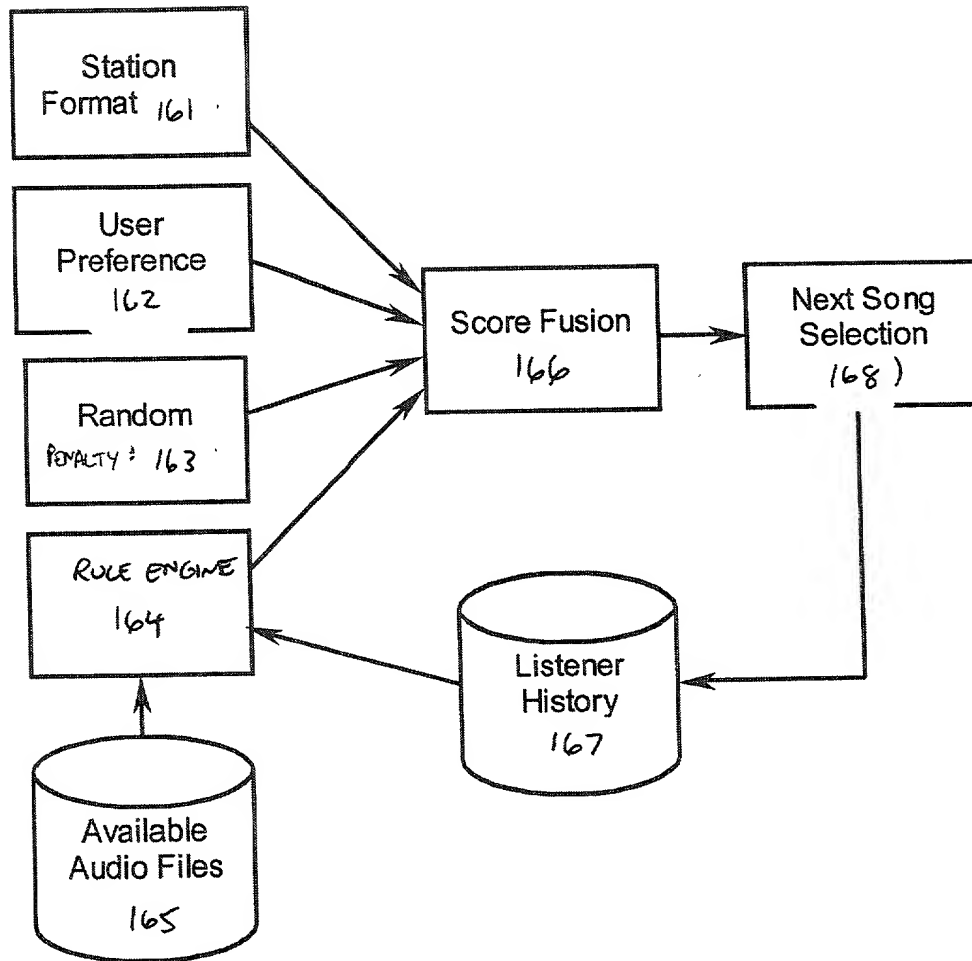 Station
Format 161
User
Preference
162
Random
PENALTY: 163
RULE ENGINE
164
Available
Audio Files
165
Score Fusion
166
Next Song
Selection
168)
Listener
History
167